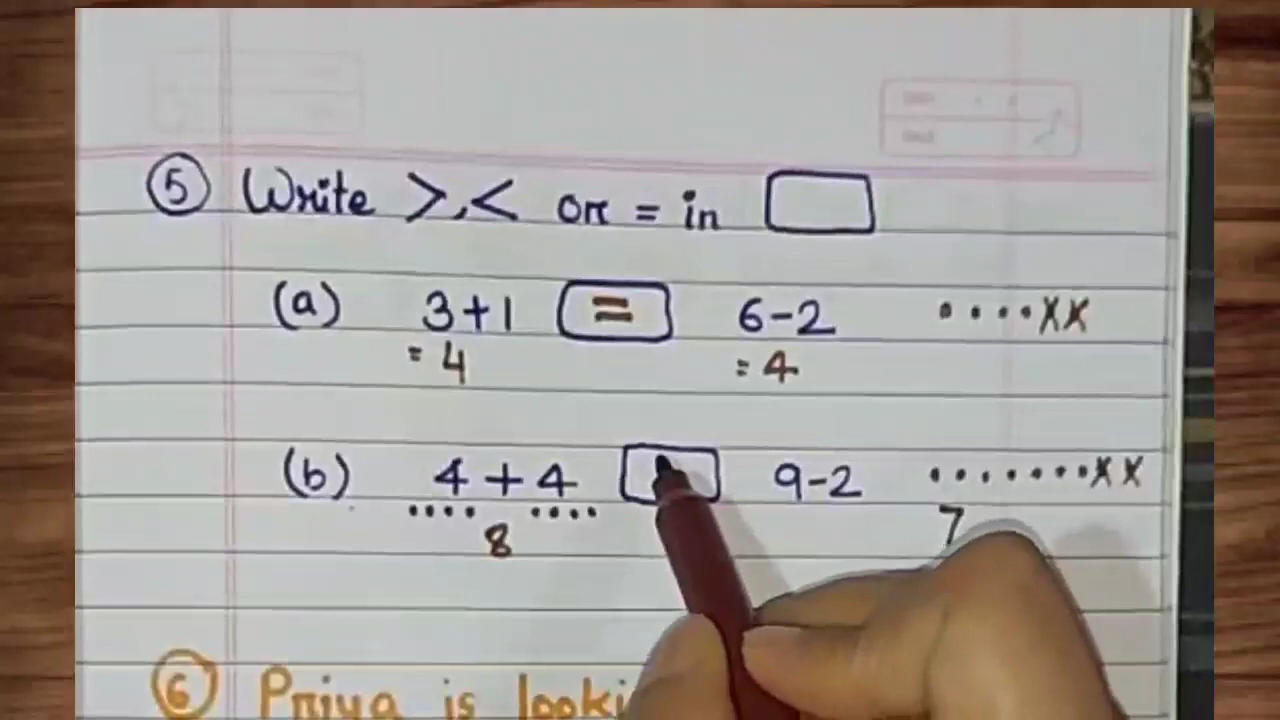 5 Write >, < or = in
(a) 3+1 = 6-2 ....xx
= 4 = 4
(b) 4+4 9-2 .......xx
.... ....
8 7
6 Priya is